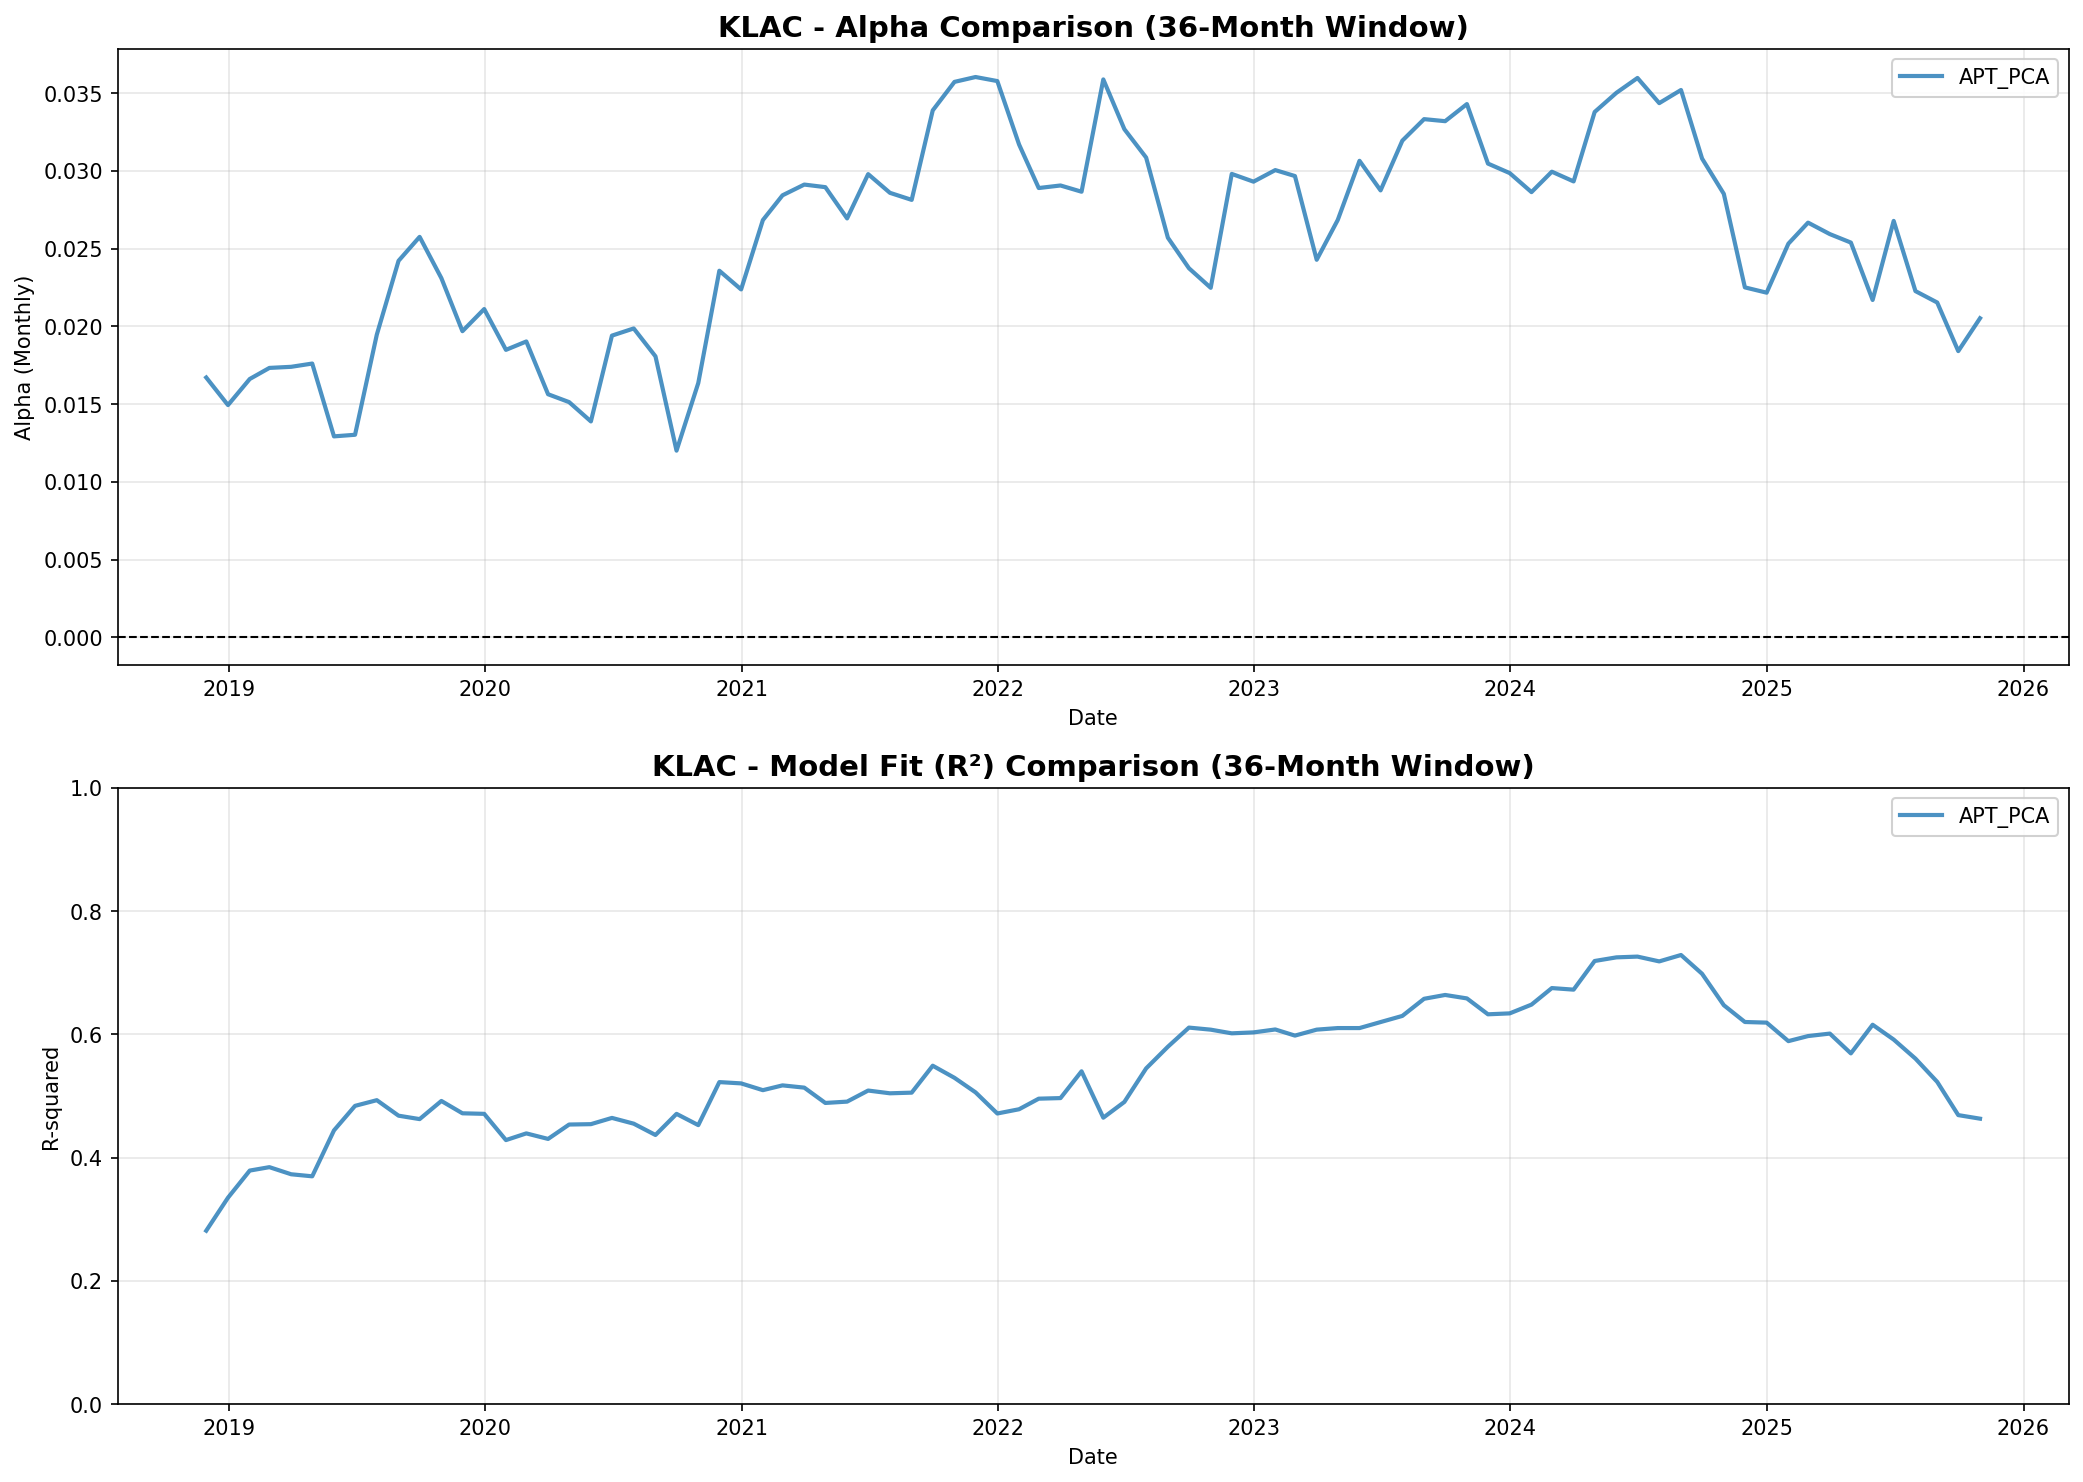 KLAC - Alpha Comparison (36-Month Window)
APT_PCA
0.035
0.030
0.025
0.020
0.015
0.010
0.005
0.000
Alpha (Monthly)
2019 2020 2021 2022 2023 2024 2025 2026
Date
KLAC - Model Fit (R²) Comparison (36-Month Window)
APT_PCA
1.0
0.8
0.6
0.4
0.2
0.0
R-squared
2019 2020 2021 2022 2023 2024 2025 2026
Date